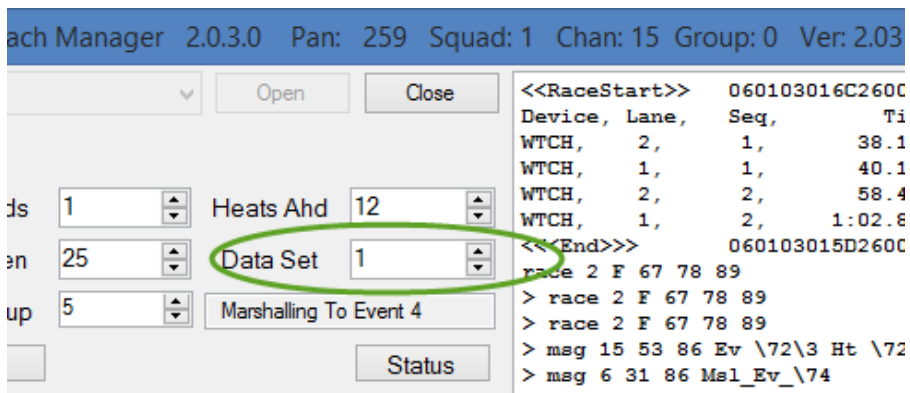 ach Manager 2.0.3.0 Pan: 259 Squad: 1 Chan: 15 Group: 0 Ver: 2.03
Open Close
ds 1 Heats Ahd 12
en 25 Data Set 1
up 5 Marshalling To Event 4
Status
<<RaceStart>> 060103016C2600
Device, Lane, Seq, Ti
WTCH, 2, 1, 38.1
WTCH, 1, 1, 40.1
WTCH, 2, 2, 58.4
WTCH, 1, 2, 1:02.8
<<<End>>> 060103015D2600
race 2 F 67 78 89
> race 2 F 67 78 89
> race 2 F 67 78 89
> msg 15 53 86 Ev \72\3 Ht \72
> msg 6 31 86 Msl_Ev_\74